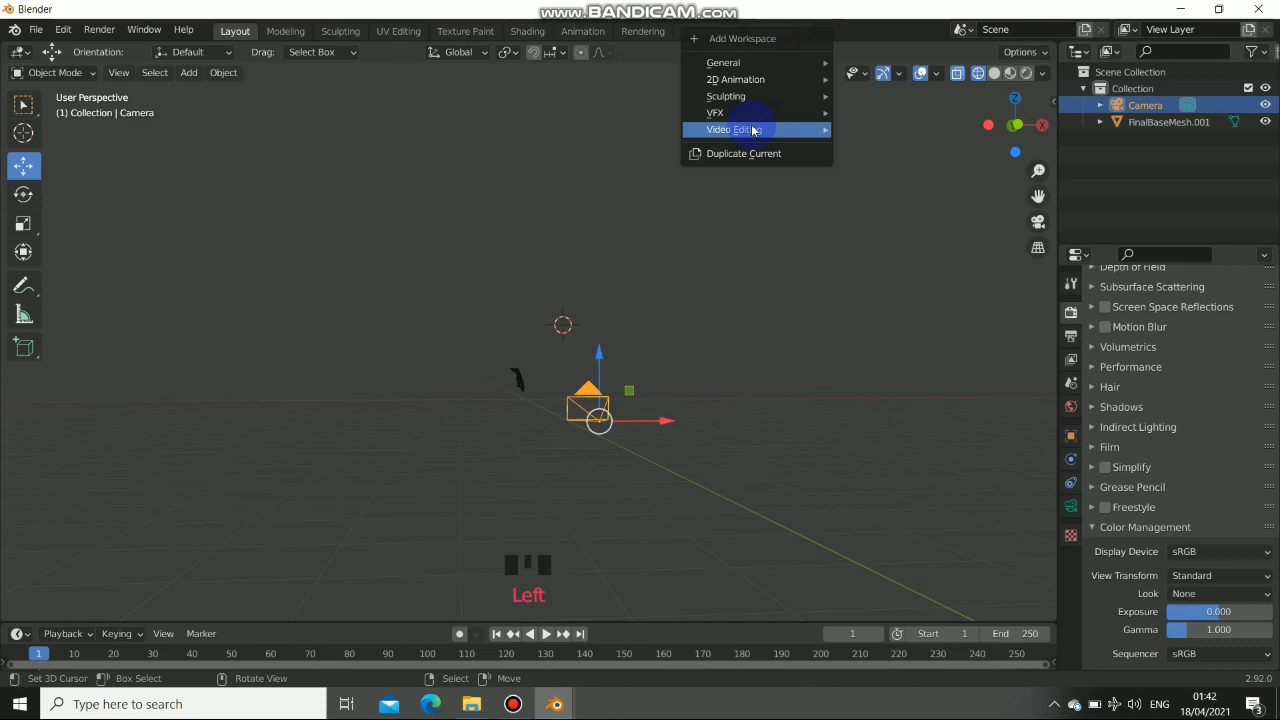 Blender
www.BANDICAM.com
File Edit Render Window Help
Layout Modeling Sculpting UV Editing Texture Paint Shading Animation Rendering
Scene
View Layer
Orientation: Default Drag: Select Box Global Options
Object Mode View Select Add Object
User Perspective
(1) Collection | Camera
Add Workspace
General
2D Animation
Sculpting
VFX
Video Editing
Duplicate Current
Z
X
Scene Collection
Collection
Camera
FinalBaseMesh.001
Depth of Field
Subsurface Scattering
Screen Space Reflections
Motion Blur
Volumetrics
Performance
Hair
Shadows
Indirect Lighting
Film
Simplify
Grease Pencil
Freestyle
Color Management
Display Device sRGB
View Transform Standard
Look None
Exposure 0.000
Gamma 1.000
Sequencer sRGB
Left
Playback Keying View Marker 1 Start 1 End 250
1 10 20 30 40 50 60 70 80 90 100 110 120 130 140 150 160 170 180 190 200 210 220 230 240 250
Set 3D Cursor Box Select Rotate View Select Move 2.92.0
Type here to search
ENG
01:42
18/04/2021
3